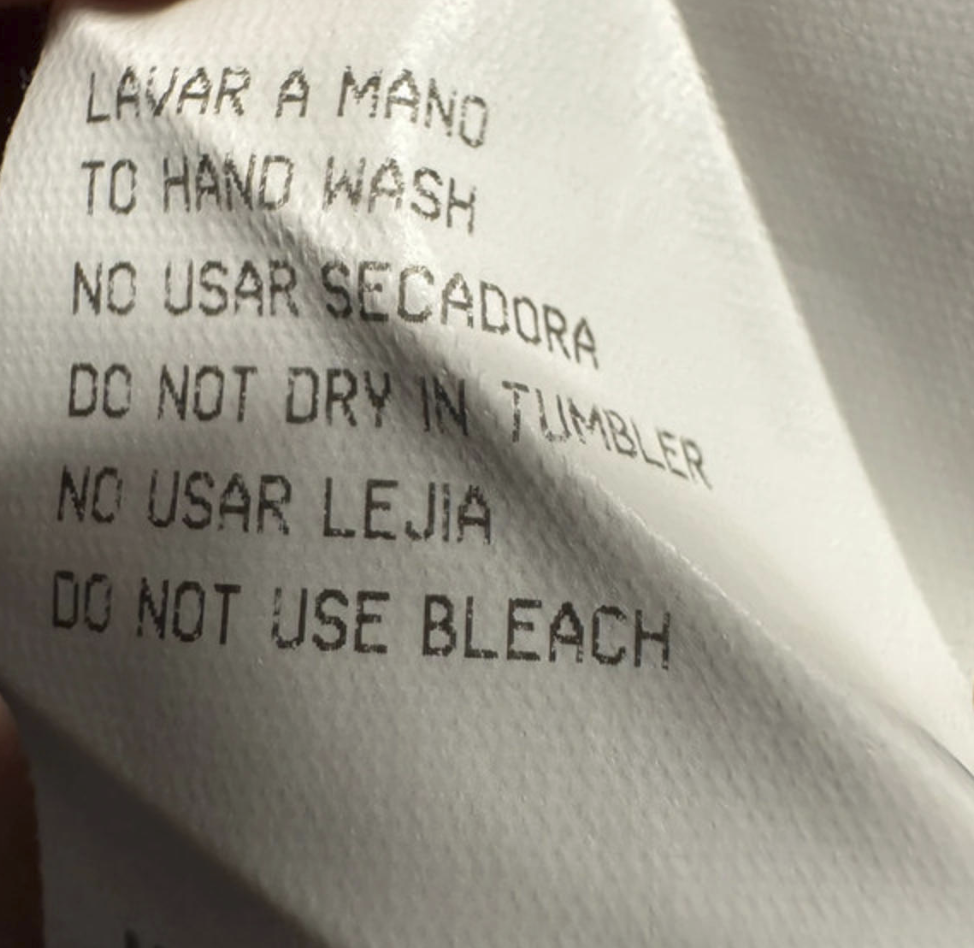 LAVAR A MANO
TO HAND WASH
NO USAR SECADORA
DO NOT DRY IN TUMBLER
NO USAR LEJIA
DO NOT USE BLEACH